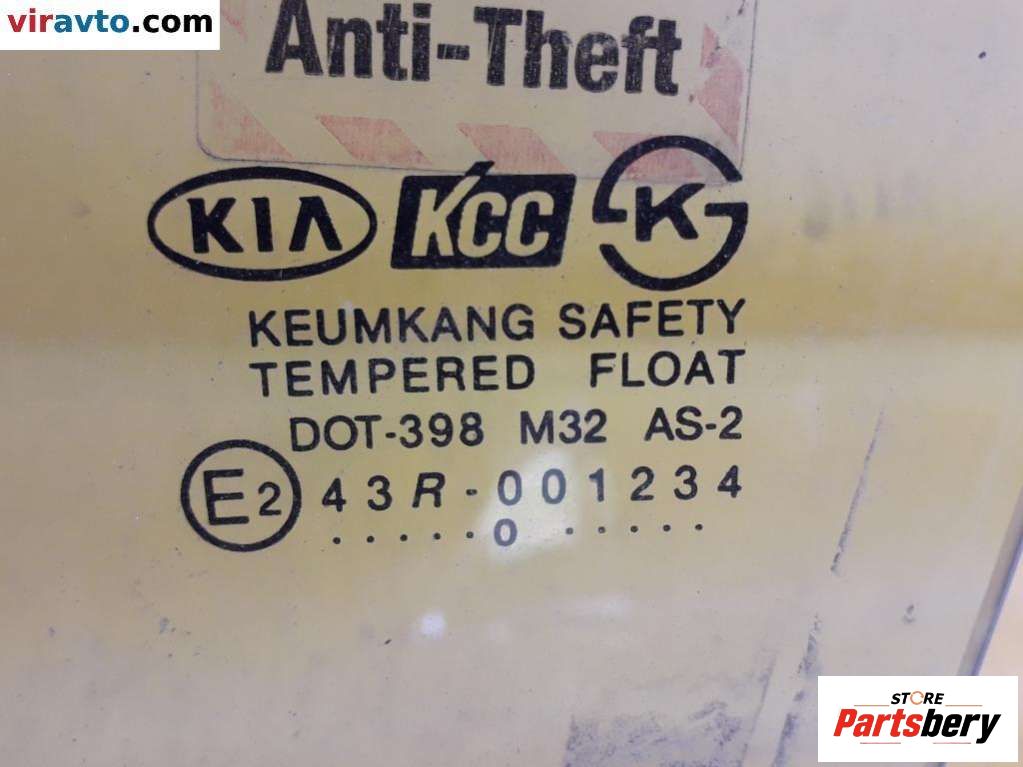 viravto.com
Anti-Theft
KIA KCC K
KEUMKANG SAFETY
TEMPERED FLOAT
DOT-398 M32 AS-2
E2 43R-001234
.....0.....
STORE
Partsbery